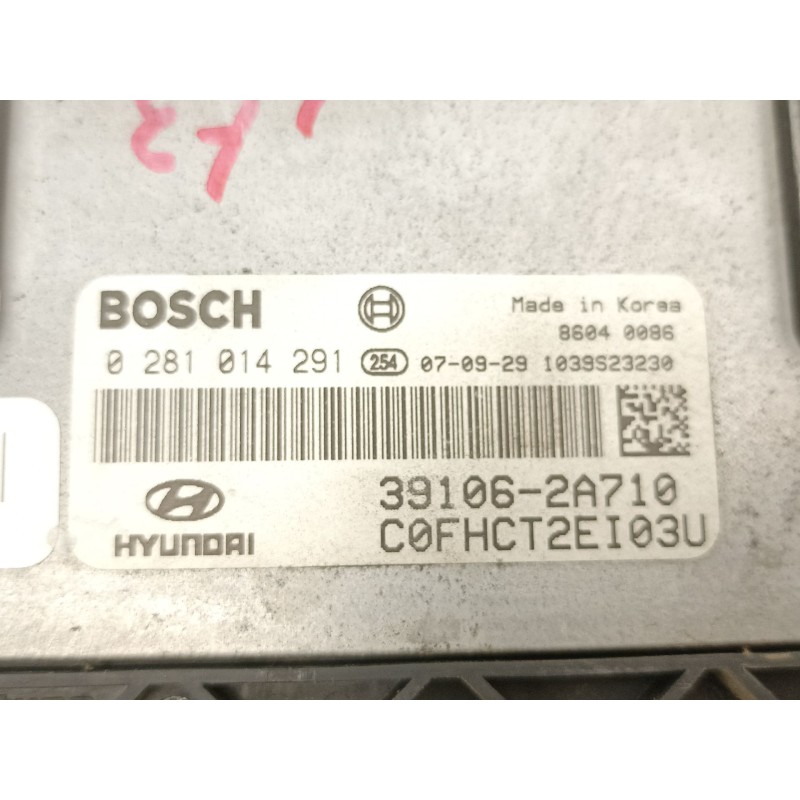 BOSCH
Made in Korea
8604 0086
0 281 014 291 254 07-09-29 1039S23230
39106-2A710
HYUNDAI
C0FHCT2EI03U